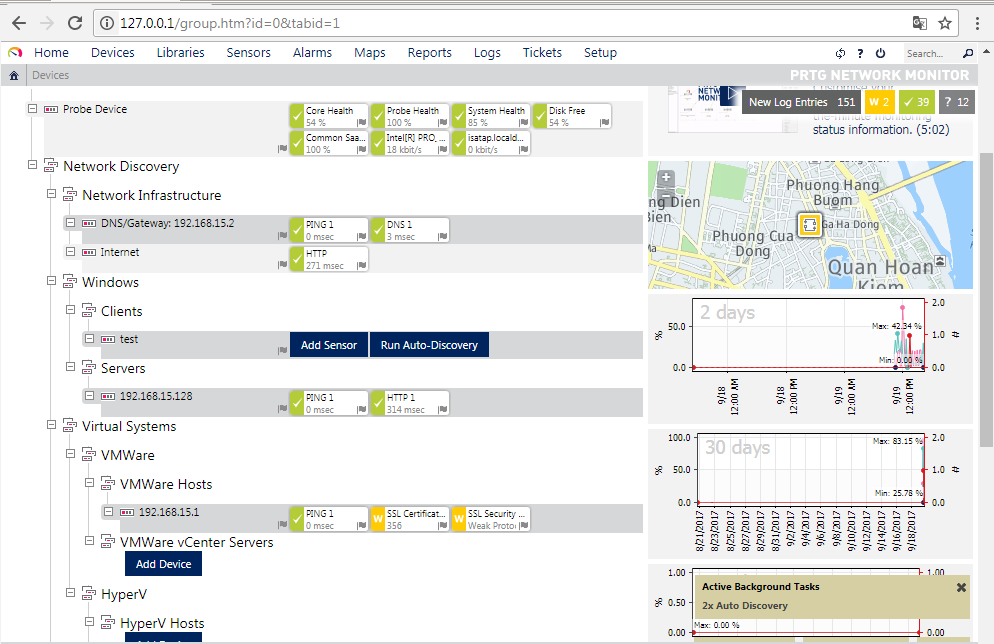 127.0.0.1/group.htm?id=0&tabid=1
Home Devices Libraries Sensors Alarms Maps Reports Logs Tickets Setup
Search...
Devices
PRTG NETWORK MONITOR
New Log Entries 151 W 2 39 ? 12
status information. (5:02)
Probe Device
Core Health
54 %
Probe Health
100 %
System Health
85 %
Disk Free
54 %
Common Saa...
100 %
Intel[R] PRO, ...
18 kbit/s
isatap.locald...
0 kbit/s
Network Discovery
Network Infrastructure
DNS/Gateway: 192.168.15.2
PING 1
0 msec
DNS 1
3 msec
Internet
HTTP
271 msec
Windows
Clients
test
Add Sensor
Run Auto-Discovery
Servers
192.168.15.128
PING 1
0 msec
HTTP 1
314 msec
Virtual Systems
VMWare
VMWare Hosts
192.168.15.1
PING 1
0 msec
W
SSL Certificat...
356
W
SSL Security ...
Weak Proto
VMWare vCenter Servers
Add Device
HyperV
HyperV Hosts
Phuong Hang
Buom
ng Dien
Bien
Ga Ha Dong
Phuong Cua
Dong
Quan Hoan
Kiem
2 days
Max: 42.34 %
Min: 0.00 %
%
50.0
0.0
2.0
1.0
0.0
#
9/18
12:00 AM
9/18
12:00 PM
9/19
12:00 AM
9/19
12:00 PM
30 days
Max: 83.15 %
Min: 25.78 %
%
100.0
50.0
0.0
2.0
1.0
0.0
#
8/21/2017
8/23/2017
8/25/2017
8/27/2017
8/29/2017
8/31/2017
9/2/2017
9/4/2017
9/6/2017
9/8/2017
9/10/2017
9/12/2017
9/14/2017
9/16/2017
9/18/2017
1.00
0.50
0.00
%
1.00
0.00
Active Background Tasks
2x Auto Discovery
Max: 0.00 %